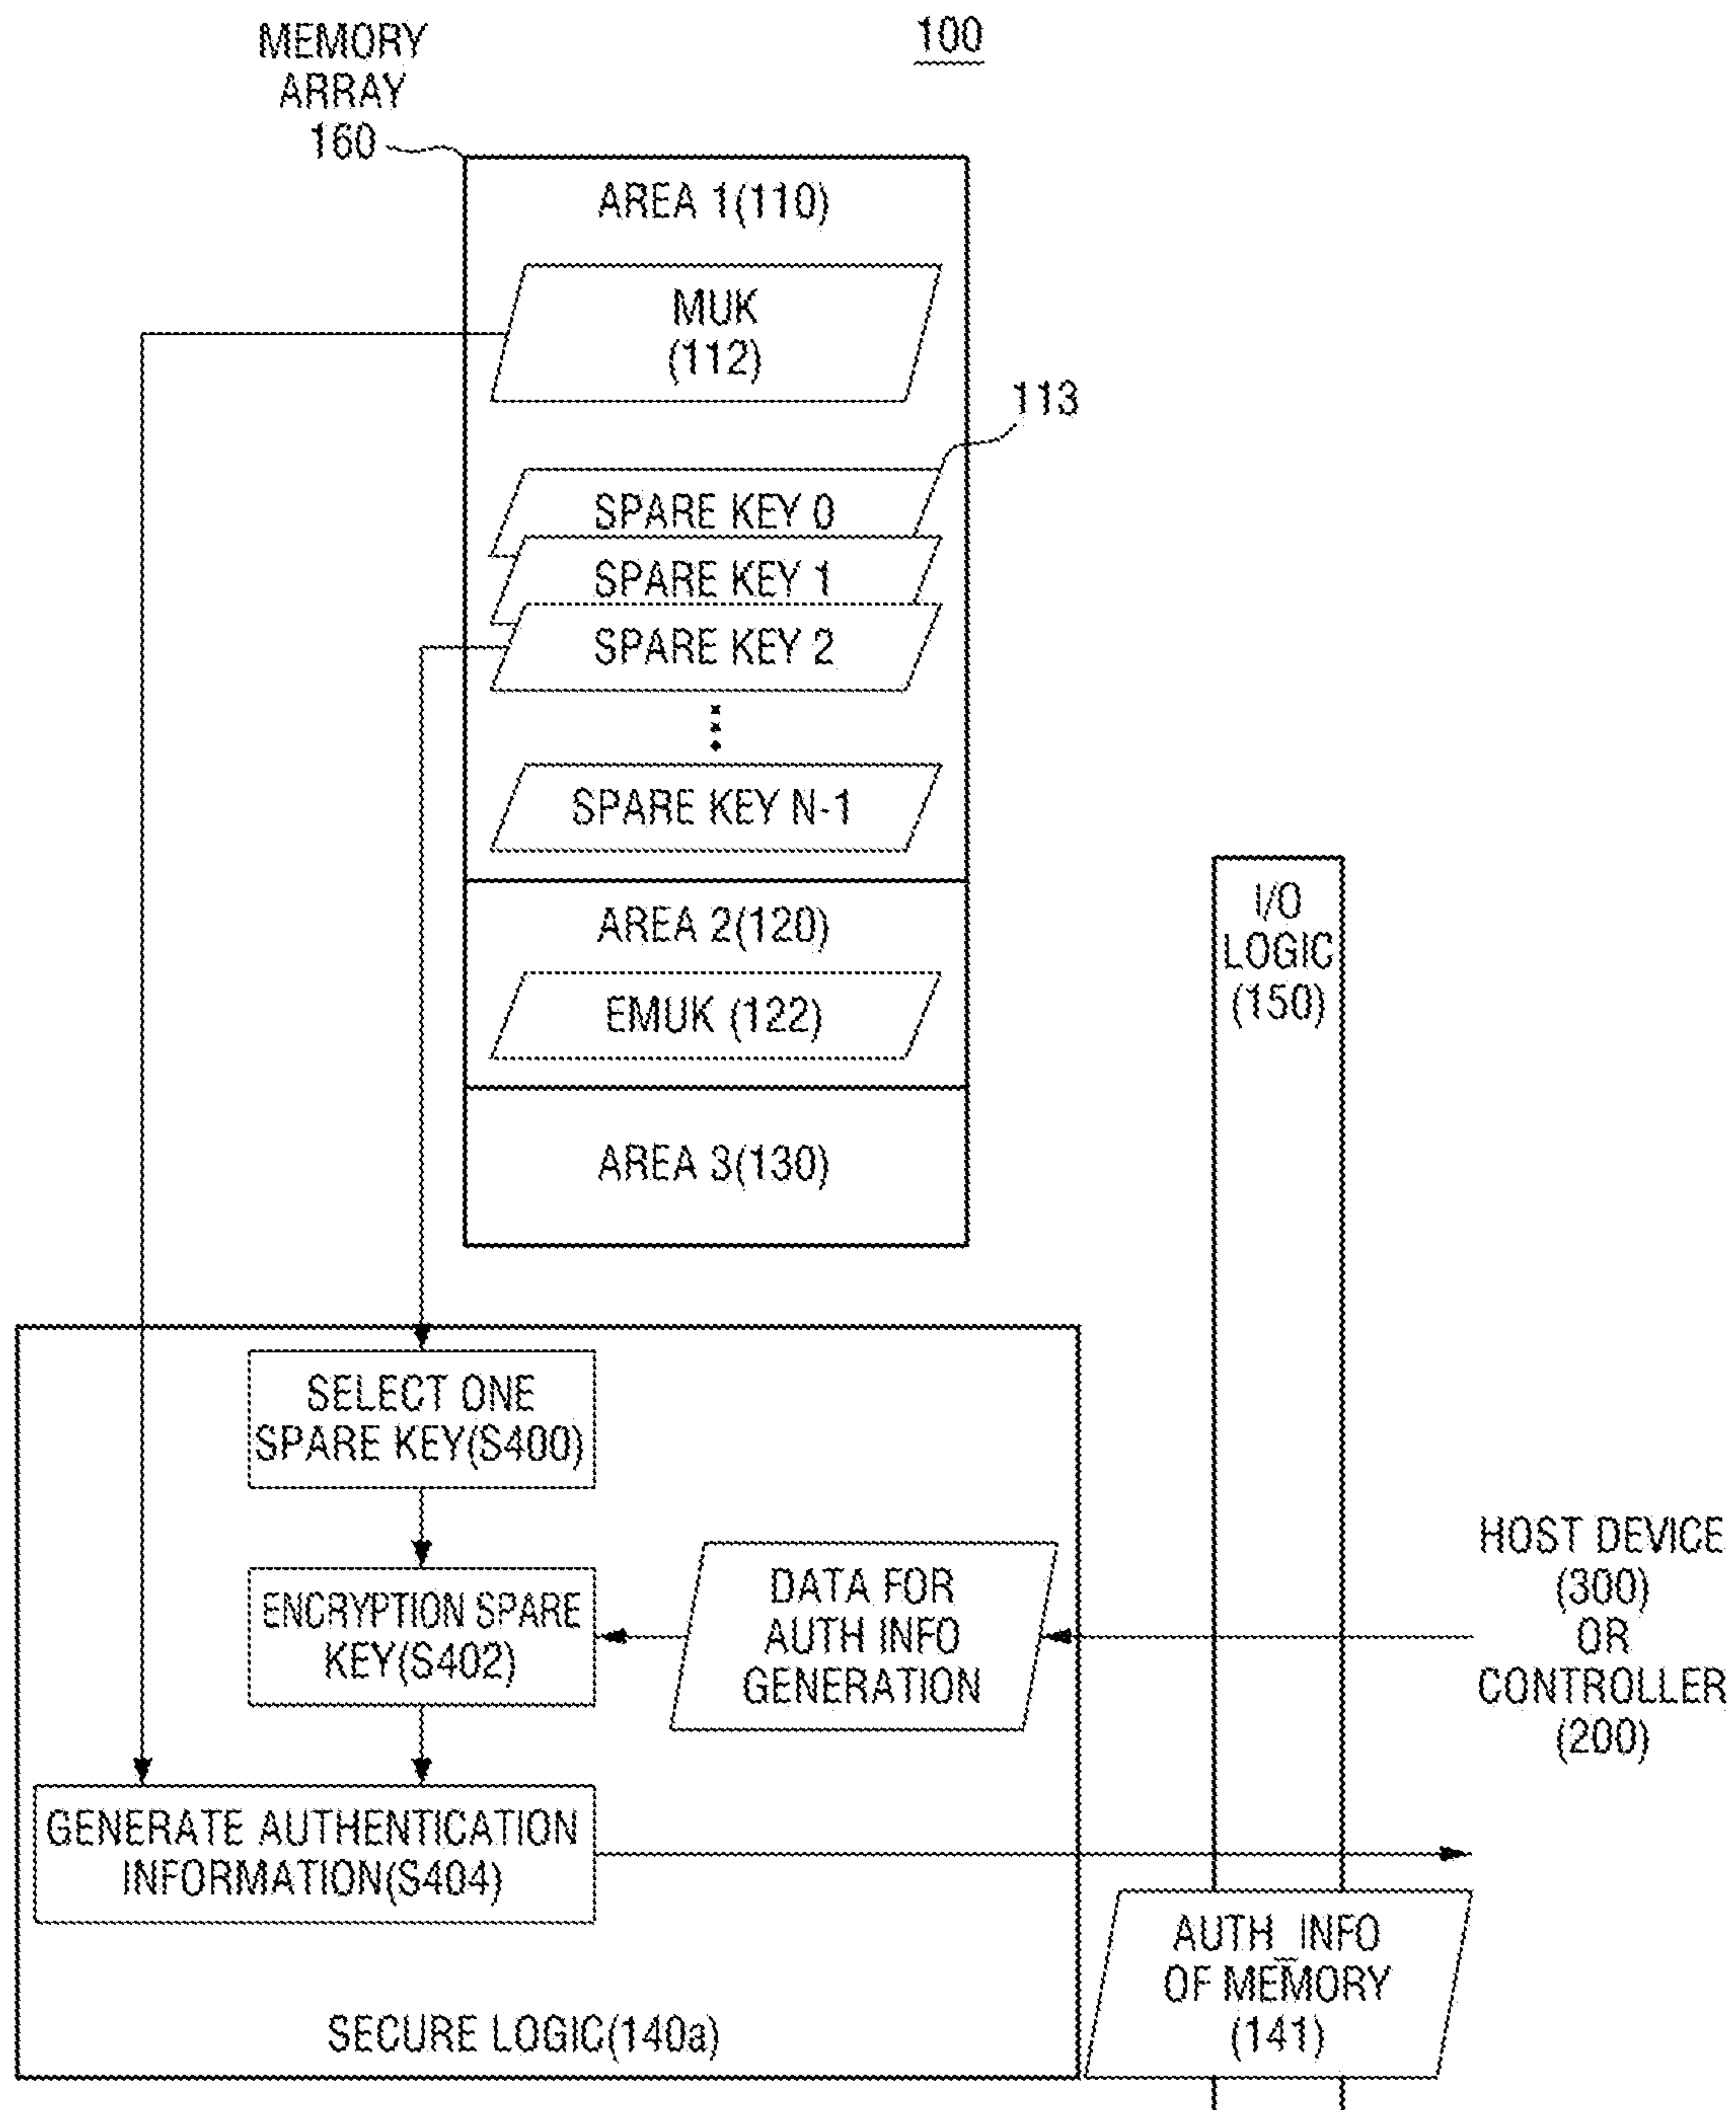 100
MEMORY
ARRAY
160
AREA 1(110)
MUK
(112)
113
SPARE KEY 0
SPARE KEY 1
SPARE KEY 2
SPARE KEY N-1
AREA 2(120)
EMUK (122)
AREA 3(130)
I/O
LOGIC
(150)
SELECT ONE
SPARE KEY(S400)
ENCRYPTION SPARE
KEY(S402)
DATA FOR
AUTH INFO
GENERATION
HOST DEVICE
(300)
OR
CONTROLLER
(200)
GENERATE AUTHENTICATION
INFORMATION(S404)
AUTH_INFO
OF MEMORY
(141)
SECURE LOGIC(140a)